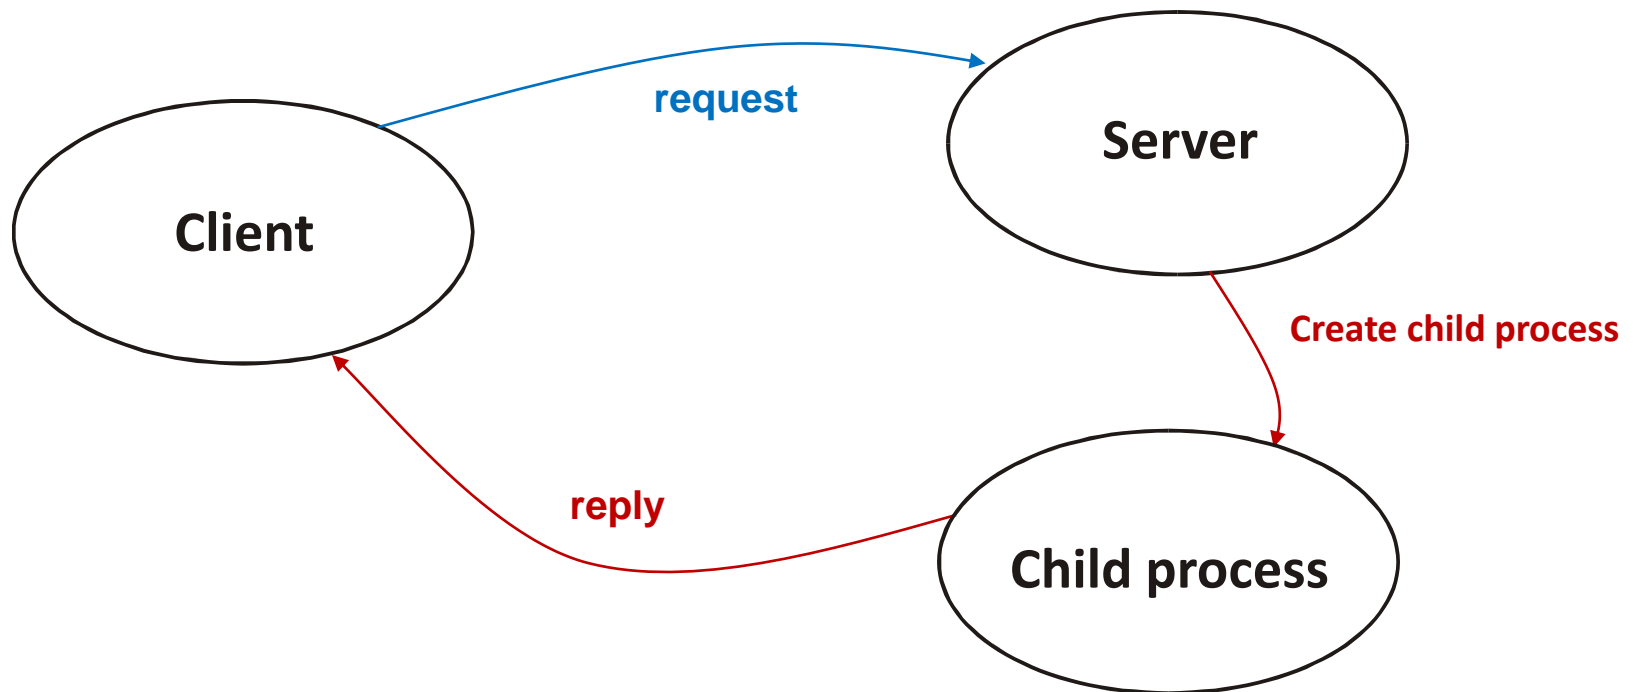 request
Server
Client
Create child process
reply
Child process